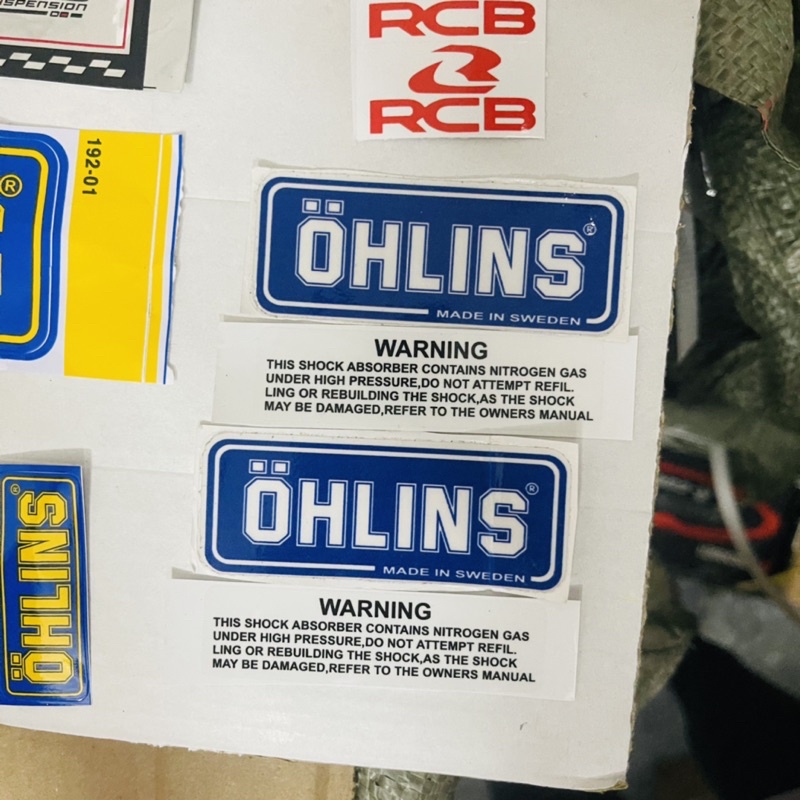 RCB
RCB
192-01
®
ÖHLINS®
MADE IN SWEDEN
WARNING
THIS SHOCK ABSORBER CONTAINS NITROGEN GAS
UNDER HIGH PRESSURE,DO NOT ATTEMPT REFIL.
LING OR REBUILDING THE SHOCK,AS THE SHOCK
MAY BE DAMAGED,REFER TO THE OWNERS MANUAL
ÖHLINS®
MADE IN SWEDEN
WARNING
THIS SHOCK ABSORBER CONTAINS NITROGEN GAS
UNDER HIGH PRESSURE,DO NOT ATTEMPT REFIL.
LING OR REBUILDING THE SHOCK,AS THE SHOCK
MAY BE DAMAGED,REFER TO THE OWNERS MANUAL
ÖHLINS®